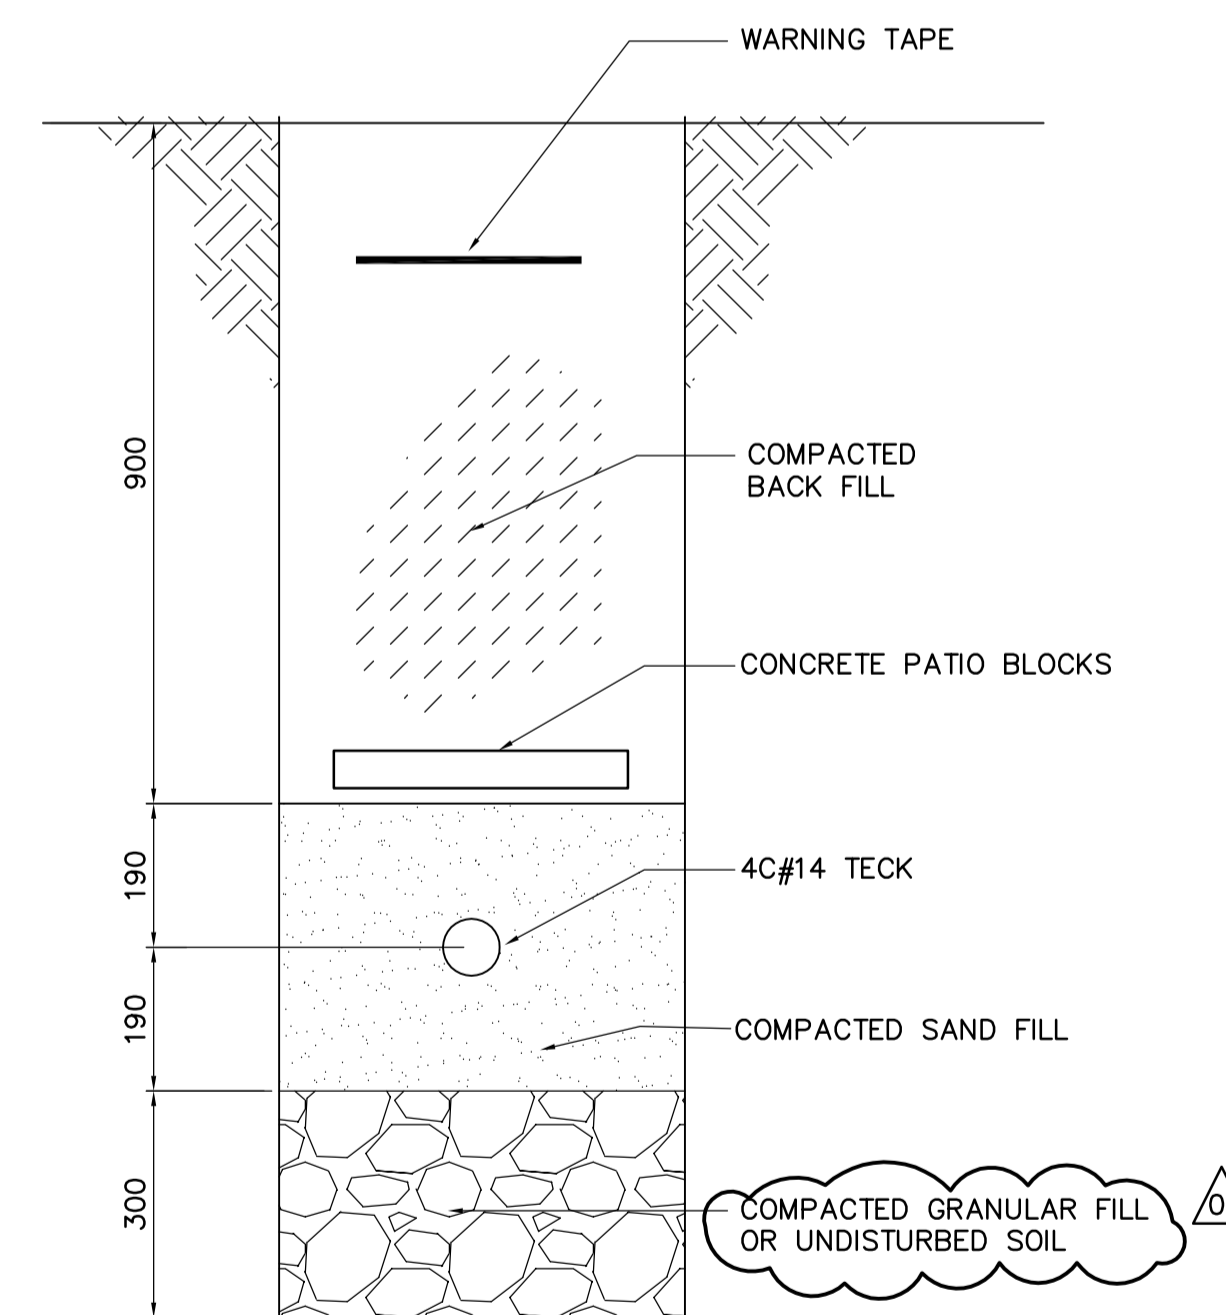 WARNING TAPE
900
COMPACTED
BACK FILL
CONCRETE PATIO BLOCKS
190
4C#14 TECK
190
COMPACTED SAND FILL
300
COMPACTED GRANULAR FILL
OR UNDISTURBED SOIL
0